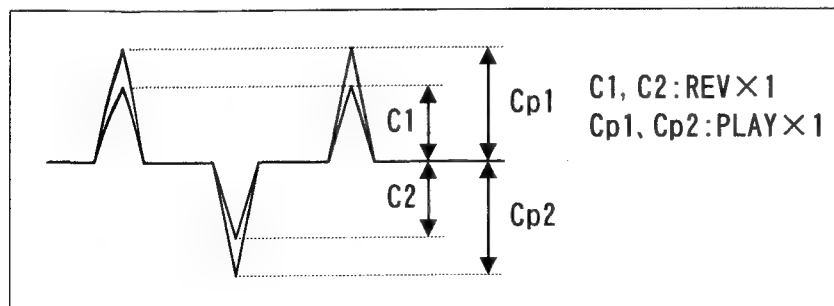 C1
Cp1
C2
Cp2
C1, C2:REV×1
Cp1、Cp2:PLAY×1